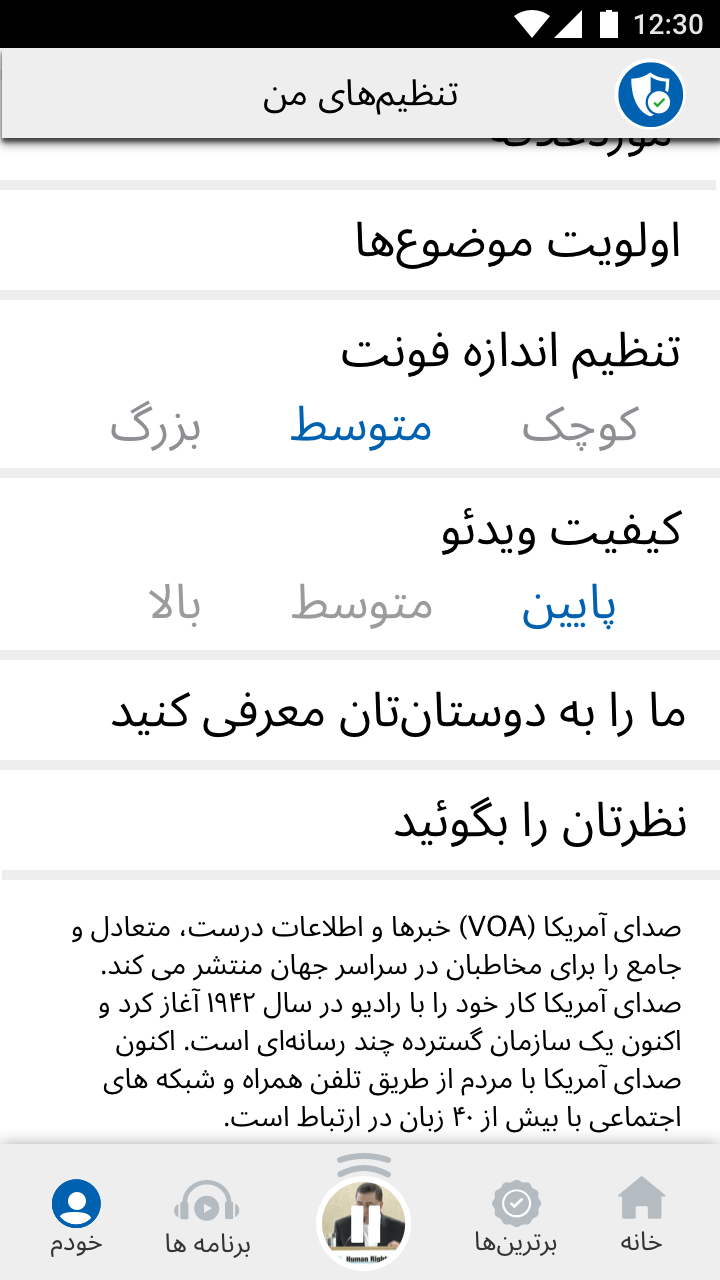 12:30
تنظیم‌های من
موردعلاقه
اولویت موضوع‌ها
تنظیم اندازه فونت
کوچک متوسط بزرگ
کیفیت ویدئو
پایین متوسط بالا
ما را به دوستان‌تان معرفی کنید
نظرتان را بگوئید
صدای آمریکا (VOA) خبرها و اطلاعات درست، متعادل و
جامع را برای مخاطبان در سراسر جهان منتشر می کند.
صدای آمریکا کار خود را با رادیو در سال ۱۹۴۲ آغاز کرد و
اکنون یک سازمان گسترده چند رسانه‌ای است. اکنون
صدای آمریکا با مردم از طریق تلفن همراه و شبکه های
اجتماعی با بیش از ۴۰ زبان در ارتباط است.
Human Right
خانه برترین‌ها برنامه ها خودم